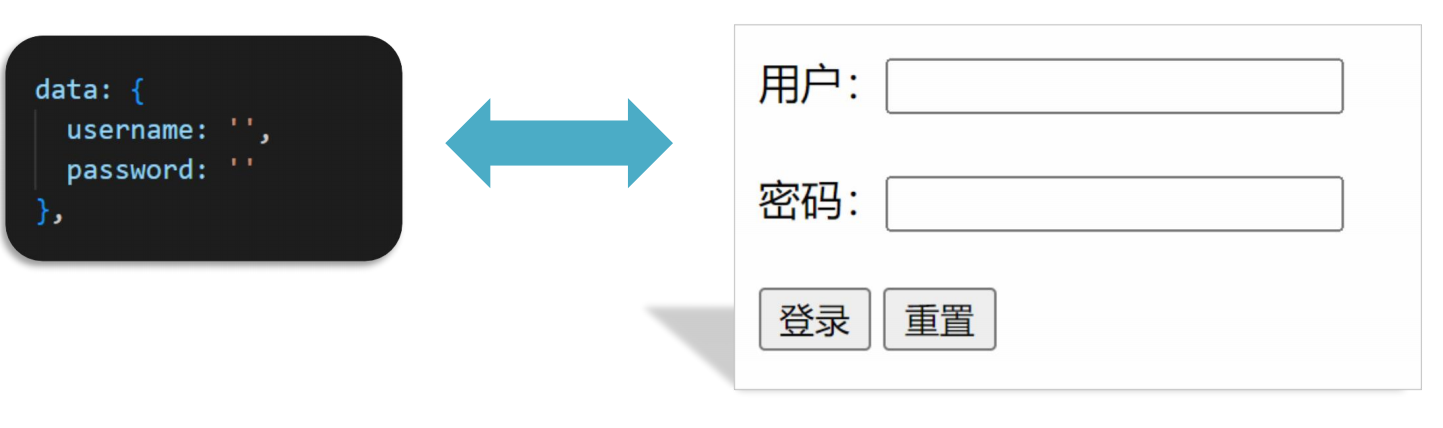 data: {
  username: '',
  password: ''
},
用户：
密码：
登录 重置